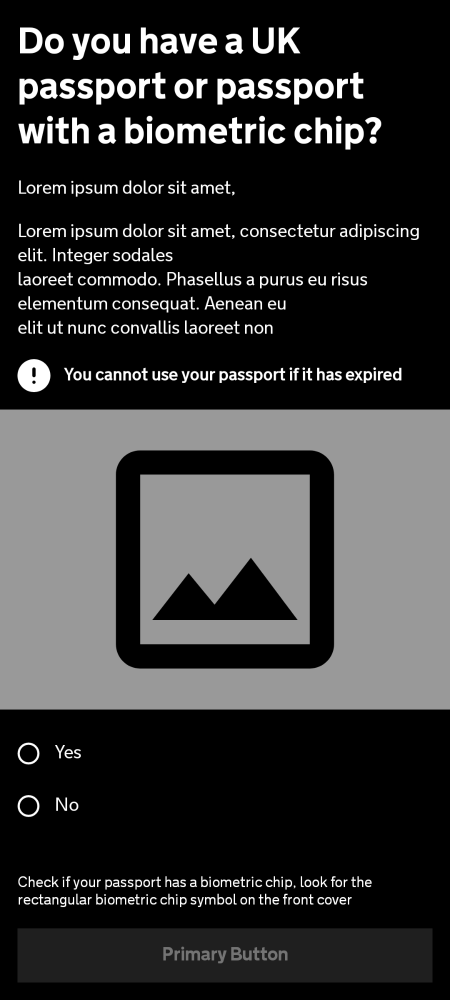 Do you have a UK
passport or passport
with a biometric chip?
Lorem ipsum dolor sit amet,
Lorem ipsum dolor sit amet, consectetur adipiscing
elit. Integer sodales
laoreet commodo. Phasellus a purus eu risus
elementum consequat. Aenean eu
elit ut nunc convallis laoreet non
You cannot use your passport if it has expired
Yes
No
Check if your passport has a biometric chip, look for the
rectangular biometric chip symbol on the front cover
Primary Button